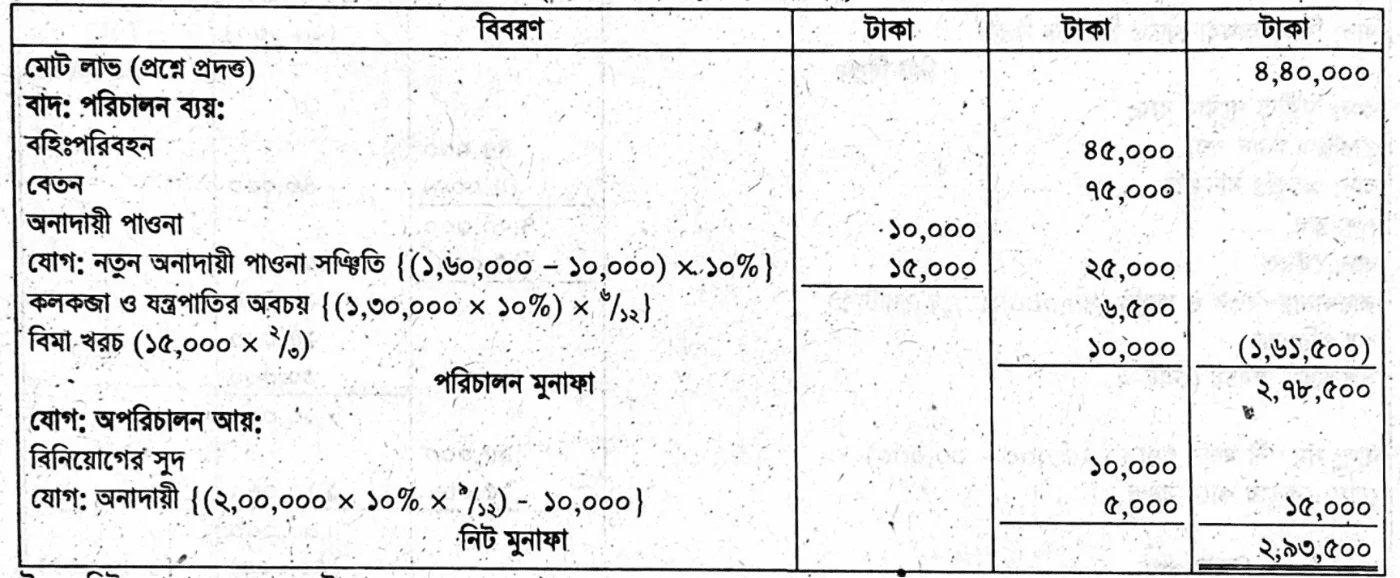 বিবরণ টাকা টাকা টাকা
মোট লাভ (প্রশ্নে প্রদত্ত) ৪,৪০,০০০
বাদ: পরিচালন ব্যয়:
বহিঃপরিবহন ৪৫,০০০
বেতন ৭৫,০০০
অনাদায়ী পাওনা ১০,০০০
যোগ: নতুন অনাদায়ী পাওনা সঞ্চিতি {(১,৬০,০০০ – ১০,০০০) × ১০%} ১৫,০০০ ২৫,০০০
কলকব্জা ও যন্ত্রপাতির অবচয় {(১,৩০,০০০ × ১০%) × ৬/১২} ৬,৫০০
বিমা খরচ (১৫,০০০ × ২/৩) ১০,০০০ (১,৬১,৫০০)
পরিচালন মুনাফা ২,৭৮,৫০০
যোগ: অপরিচালন আয়:
বিনিয়োগের সুদ ১০,০০০
যোগ: অনাদায়ী {(২,০০,০০০ × ১০% × ৯/১২) – ১০,০০০} ৫,০০০ ১৫,০০০
নিট মুনাফা ২,৯৩,৫০০